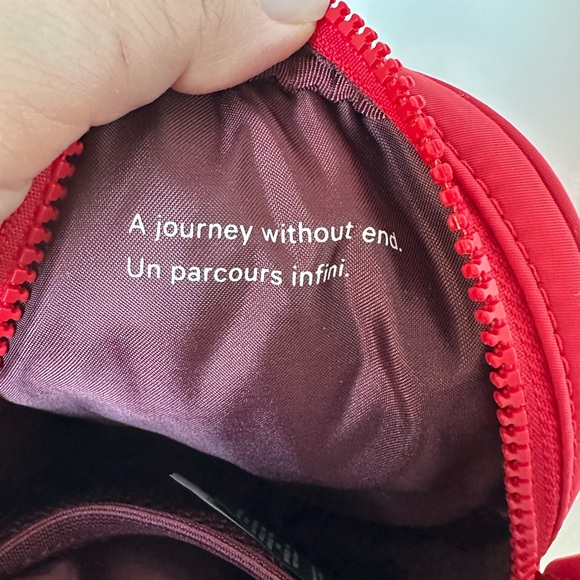 A journey without end.
Un parcours infini.